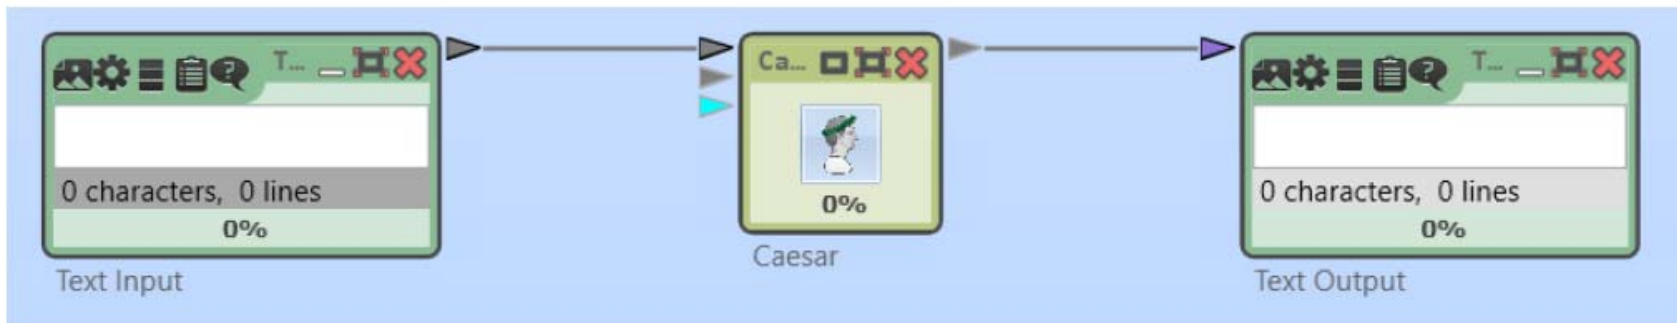 T...
0 characters, 0 lines
0%
Text Input
Ca...
0%
Caesar
T...
0 characters, 0 lines
0%
Text Output